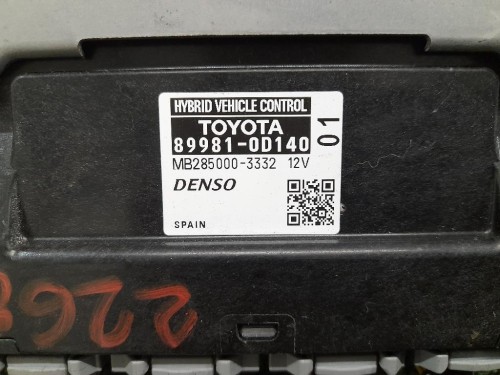 HYBRID VEHICLE CONTROL
TOYOTA
89981-0D140
01
MB285000-3332 12V
DENSO
SPAIN